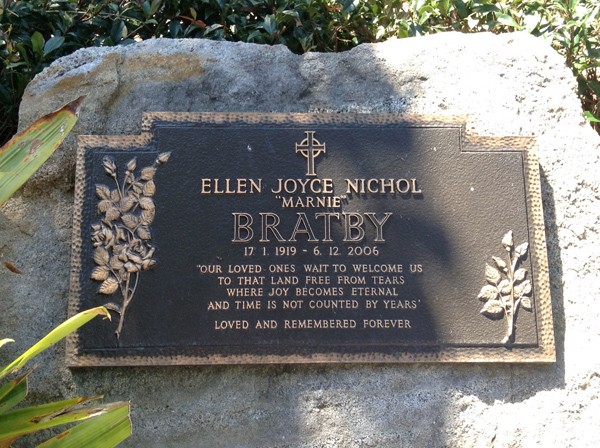 ELLEN JOYCE NICHOL
"MARNIE"
BRATBY
17. 1. 1919 - 6. 12. 2006
"OUR LOVED ONES WAIT TO WELCOME US
TO THAT LAND FREE FROM TEARS
WHERE JOY BECOMES ETERNAL
AND TIME IS NOT COUNTED BY YEARS'
LOVED AND REMEMBERED FOREVER